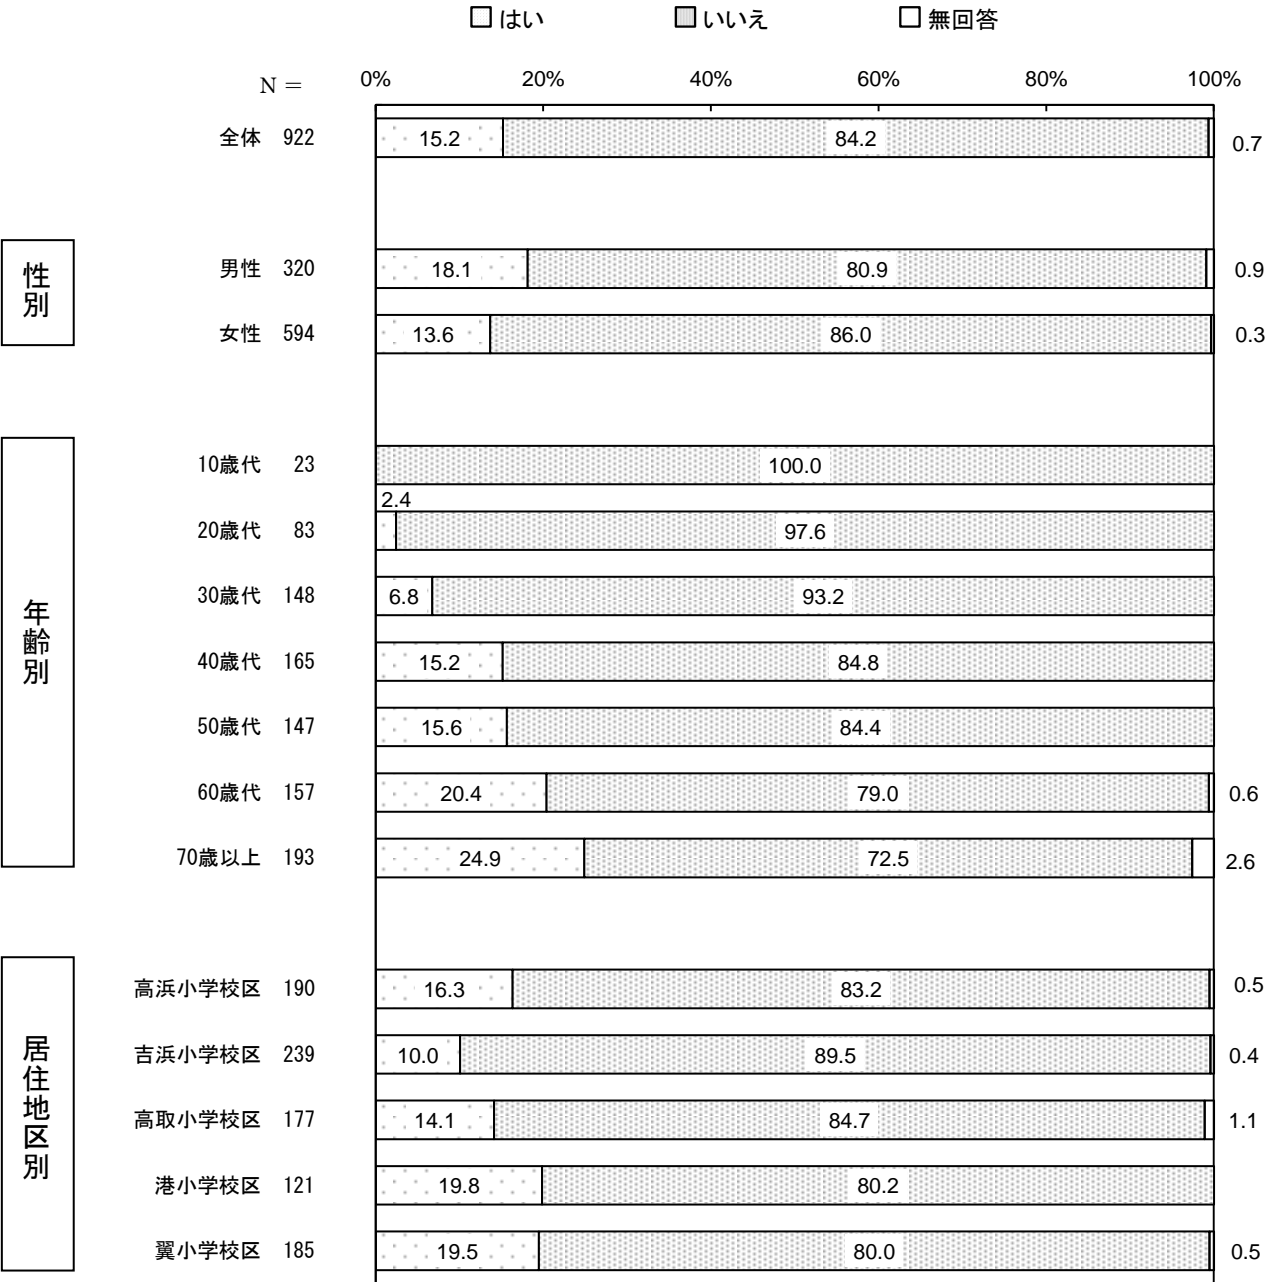 はい いいえ 無回答
N = 0% 20% 40% 60% 80% 100%
全体 922 15.2 84.2 0.7
性別
男性 320 18.1 80.9 0.9
女性 594 13.6 86.0 0.3
年齢別
10歳代 23 100.0
2.4
20歳代 83 97.6
30歳代 148 6.8 93.2
40歳代 165 15.2 84.8
50歳代 147 15.6 84.4
60歳代 157 20.4 79.0 0.6
70歳以上 193 24.9 72.5 2.6
居住地区別
高浜小学校区 190 16.3 83.2 0.5
吉浜小学校区 239 10.0 89.5 0.4
高取小学校区 177 14.1 84.7 1.1
港小学校区 121 19.8 80.2
翼小学校区 185 19.5 80.0 0.5